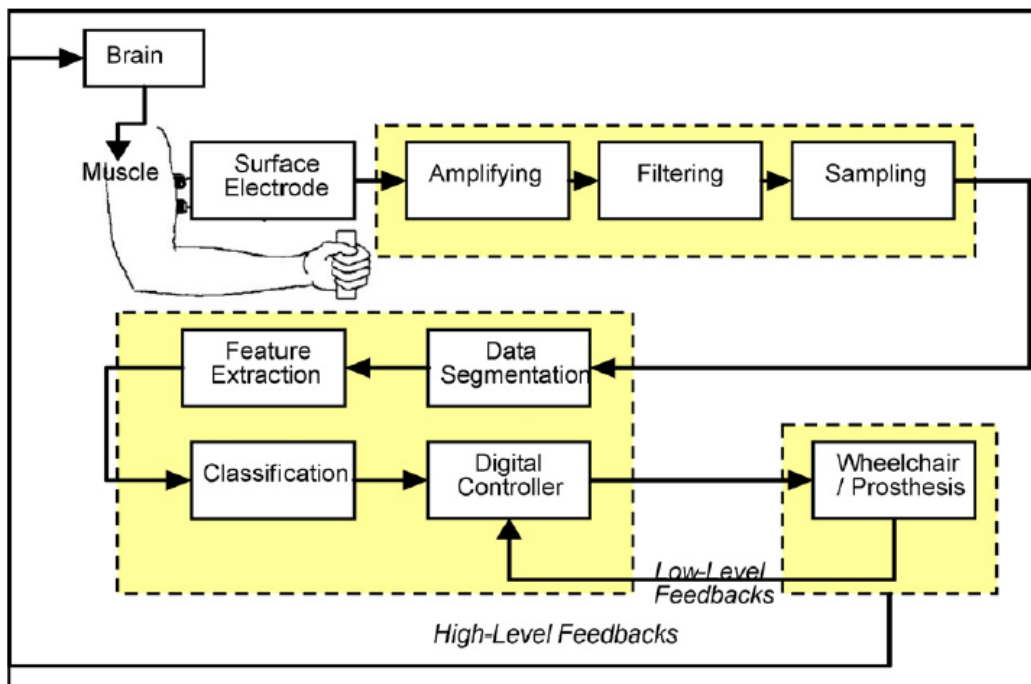 Brain
Muscle
Surface
Electrode
Amplifying
Filtering
Sampling
Feature
Extraction
Data
Segmentation
Classification
Digital
Controller
Wheelchair
/ Prosthesis
Low-Level
Feedbacks
High-Level Feedbacks